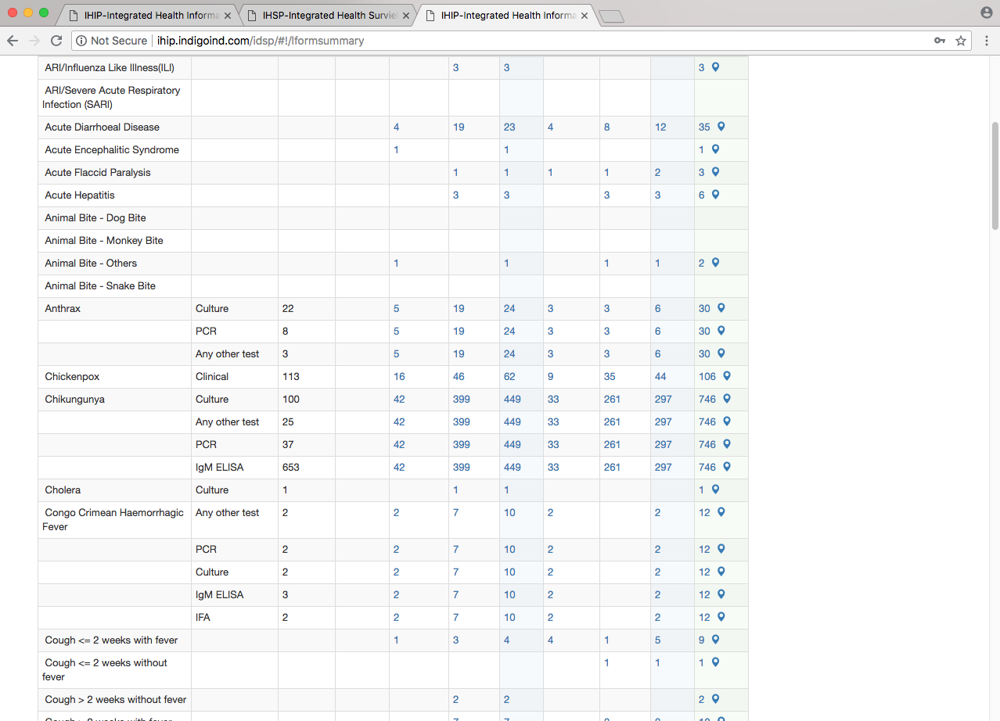 IHIP-Integrated Health Informa
IHSP-Integrated Health Surviel
IHIP-Integrated Health Informa
Not Secure ihip.indigoind.com/idsp/#!/lformsummary
ARI/Influenza Like Illness(ILI) 3 3 3
ARI/Severe Acute Respiratory
Infection (SARI)
Acute Diarrhoeal Disease 4 19 23 4 8 12 35
Acute Encephalitic Syndrome 1 1 1
Acute Flaccid Paralysis 1 1 1 1 2 3
Acute Hepatitis 3 3 3 3 6
Animal Bite - Dog Bite
Animal Bite - Monkey Bite
Animal Bite - Others 1 1 1 1 2
Animal Bite - Snake Bite
Anthrax Culture 22 5 19 24 3 3 6 30
PCR 8 5 19 24 3 3 6 30
Any other test 3 5 19 24 3 3 6 30
Chickenpox Clinical 113 16 46 62 9 35 44 106
Chikungunya Culture 100 42 399 449 33 261 297 746
Any other test 25 42 399 449 33 261 297 746
PCR 37 42 399 449 33 261 297 746
IgM ELISA 653 42 399 449 33 261 297 746
Cholera Culture 1 1 1 1
Congo Crimean Haemorrhagic Any other test 2 2 7 10 2 2 12
Fever
PCR 2 2 7 10 2 2 12
Culture 2 2 7 10 2 2 12
IgM ELISA 3 2 7 10 2 2 12
IFA 2 2 7 10 2 2 12
Cough <= 2 weeks with fever 1 3 4 4 1 5 9
Cough <= 2 weeks without 1 1 1
fever
Cough > 2 weeks without fever 2 2 2